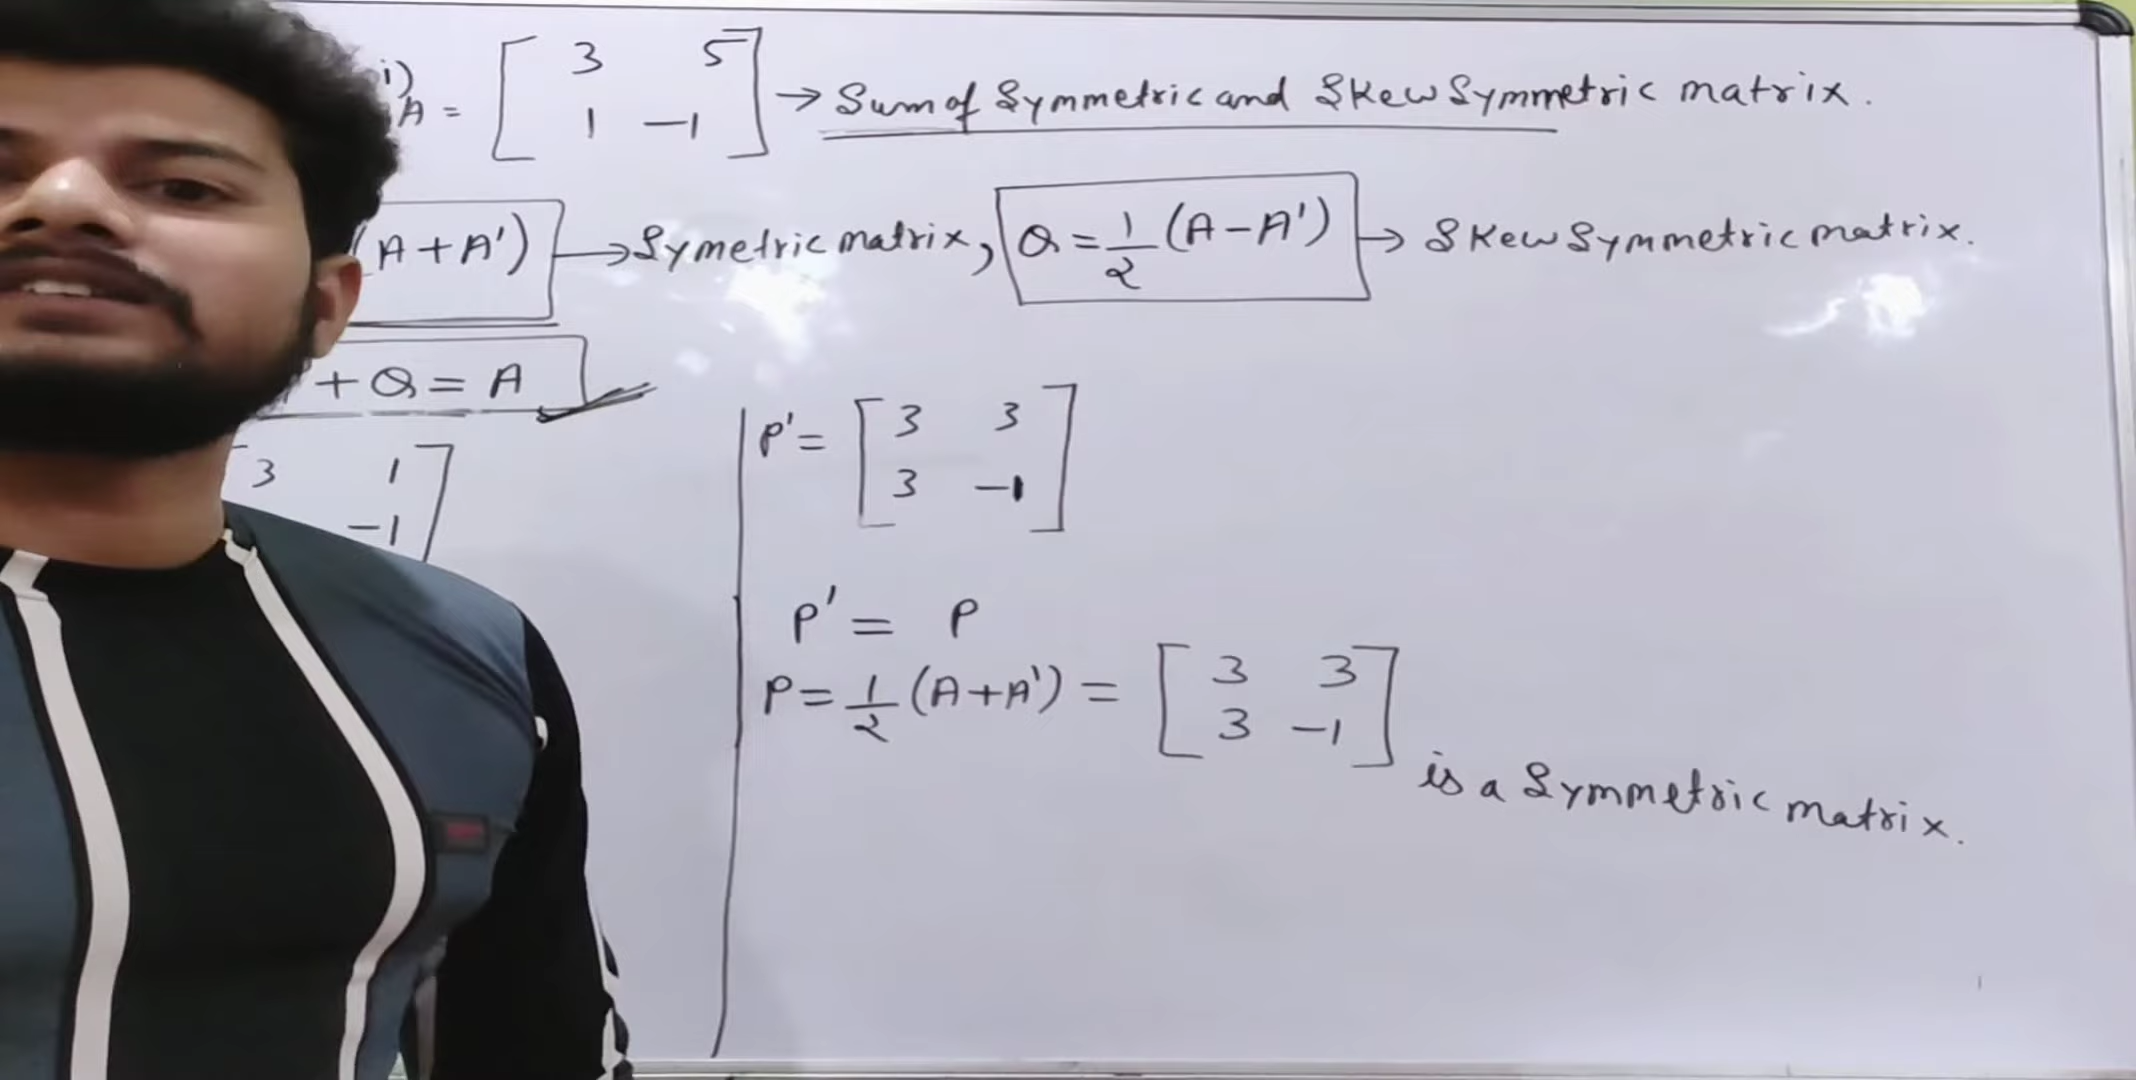 i)
A = [ 3 5 → Sum of Symmetric and Skew Symmetric matrix.
1 -1 ]
(A+A') → Symetric matrix, Q = 1/2 (A-A') → Skew Symmetric matrix.
+ Q = A
3 1
-1
P' = [ 3 3
3 -1 ]
P' = P
P = 1/2 (A+A') = [ 3 3
3 -1 ]
is a Symmetric matrix.